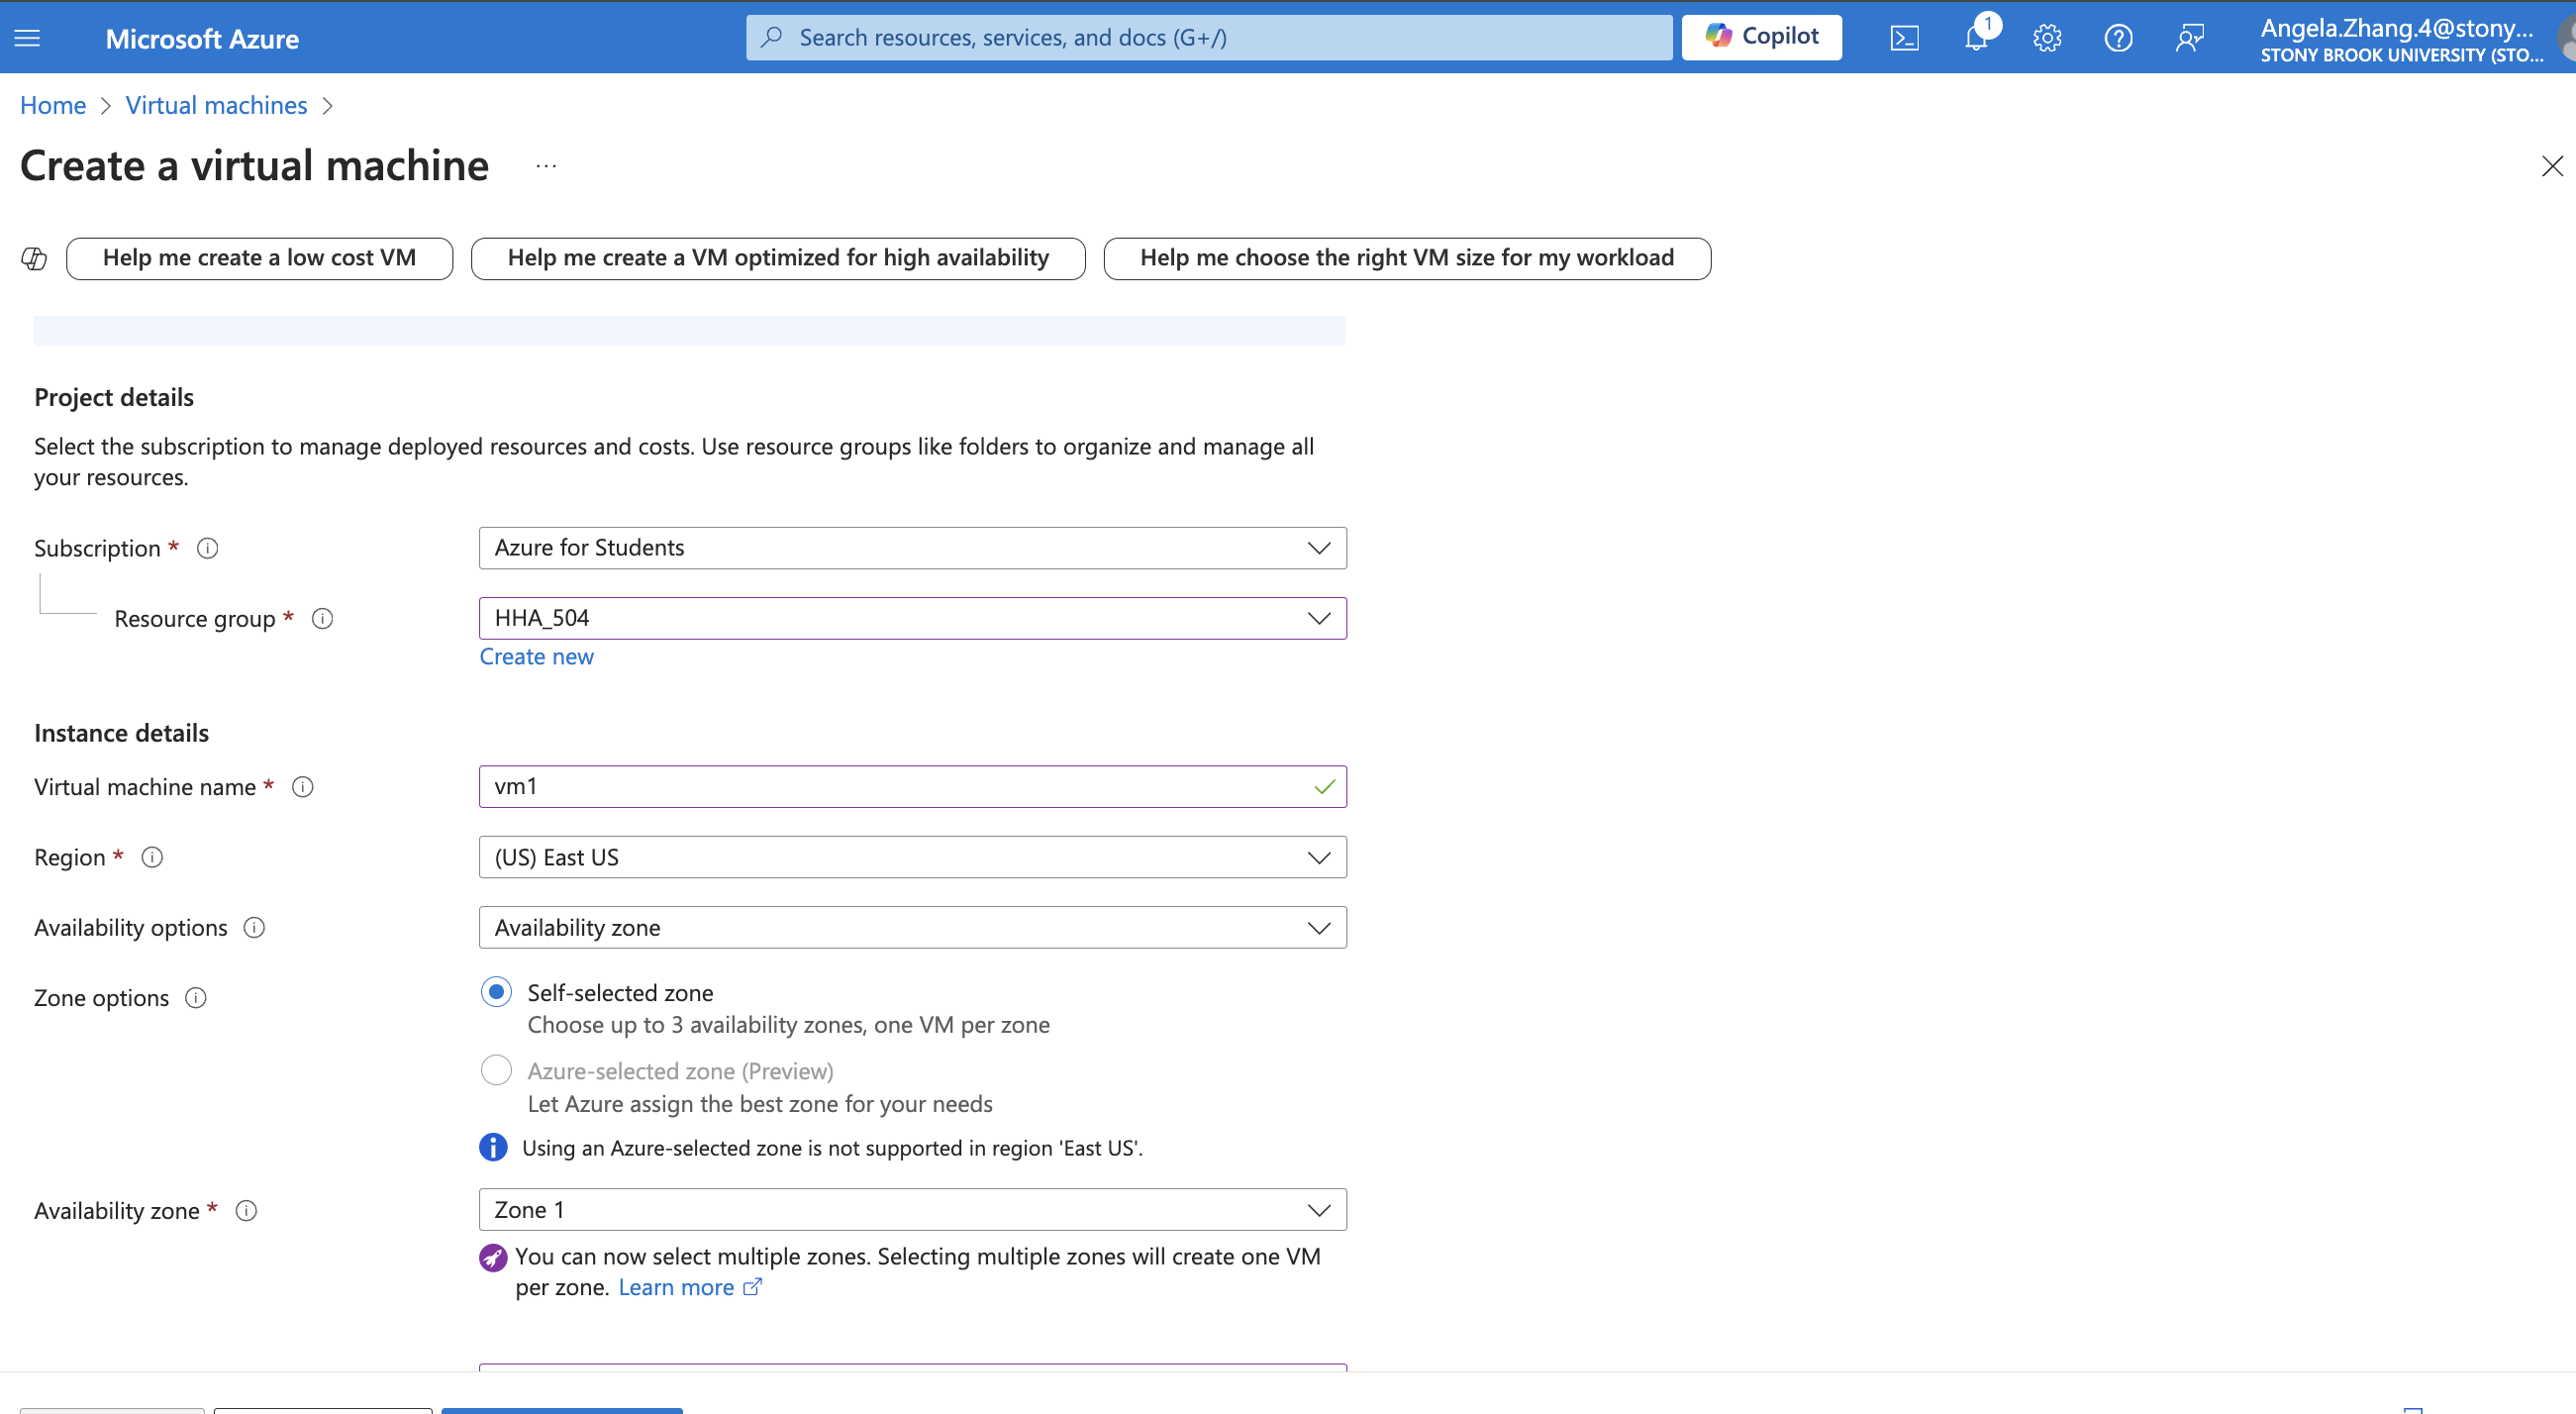 Microsoft Azure
Search resources, services, and docs (G+/)
Copilot
1
Angela.Zhang.4@stony...
STONY BROOK UNIVERSITY (STO...
Home > Virtual machines >
Create a virtual machine ...
Help me create a low cost VM
Help me create a VM optimized for high availability
Help me choose the right VM size for my workload
Project details
Select the subscription to manage deployed resources and costs. Use resource groups like folders to organize and manage all
your resources.
Subscription *
Azure for Students
Resource group *
HHA_504
Create new
Instance details
Virtual machine name *
vm1
Region *
(US) East US
Availability options
Availability zone
Zone options
Self-selected zone
Choose up to 3 availability zones, one VM per zone
Azure-selected zone (Preview)
Let Azure assign the best zone for your needs
Using an Azure-selected zone is not supported in region 'East US'.
Availability zone *
Zone 1
You can now select multiple zones. Selecting multiple zones will create one VM
per zone. Learn more